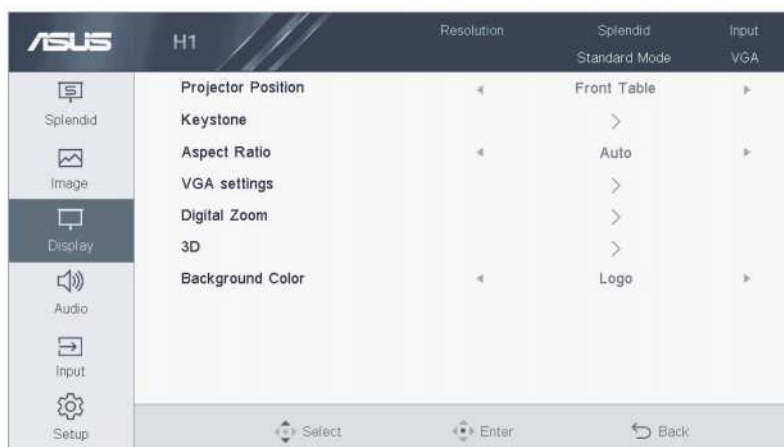 ASUS H1 Resolution Splendid Input
Standard Mode VGA
Splendid
Image
Display
Audio
Input
Setup
Projector Position Front Table
Keystone
Aspect Ratio Auto
VGA settings
Digital Zoom
3D
Background Color Logo
Select Enter Back